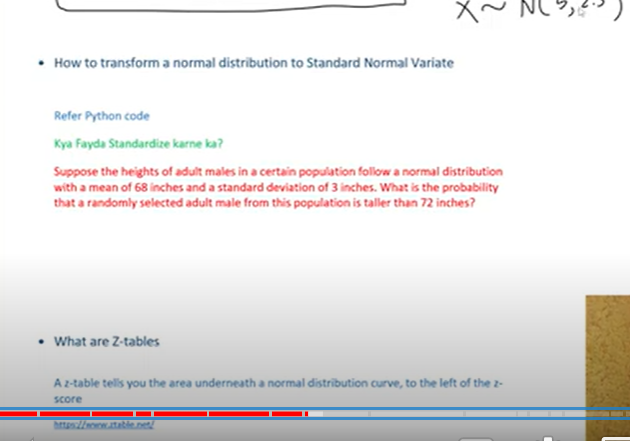 X ~ N(5, 2.5)
• How to transform a normal distribution to Standard Normal Variate
Refer Python code
Kya Fayda Standardize karne ka?
Suppose the heights of adult males in a certain population follow a normal distribution
with a mean of 68 inches and a standard deviation of 3 inches. What is the probability
that a randomly selected adult male from this population is taller than 72 inches?
• What are Z-tables
A z-table tells you the area underneath a normal distribution curve, to the left of the z-
score
https://www.ztable.net/